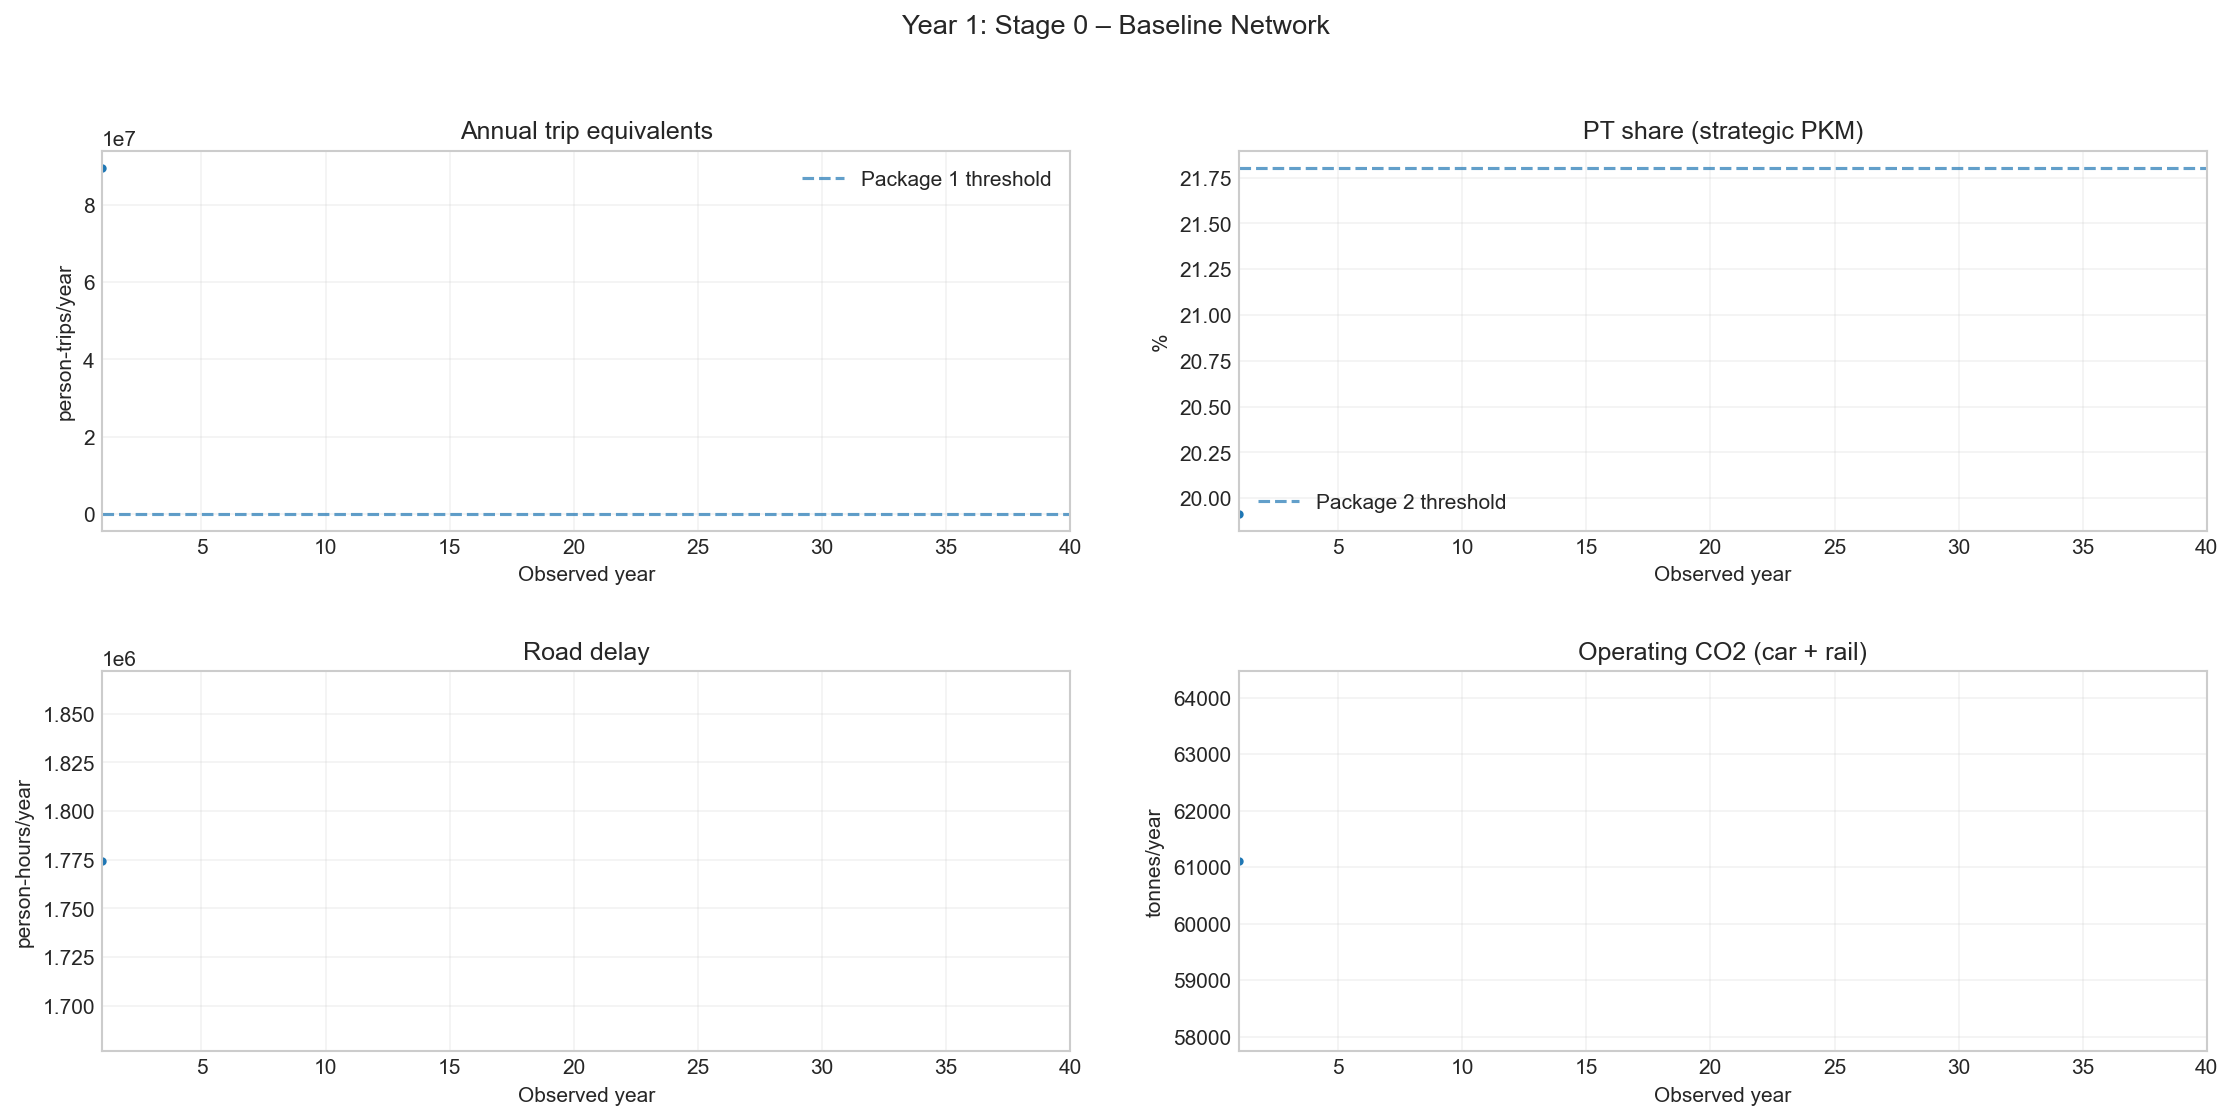 Year 1: Stage 0 – Baseline Network
Annual trip equivalents
1e7
Package 1 threshold
8
6
4
2
0
person-trips/year
5 10 15 20 25 30 35 40
Observed year
PT share (strategic PKM)
21.75
21.50
21.25
21.00
20.75
20.50
20.25
20.00
%
Package 2 threshold
5 10 15 20 25 30 35 40
Observed year
Road delay
1e6
1.850
1.825
1.800
1.775
1.750
1.725
1.700
person-hours/year
5 10 15 20 25 30 35 40
Observed year
Operating CO2 (car + rail)
64000
63000
62000
61000
60000
59000
58000
tonnes/year
5 10 15 20 25 30 35 40
Observed year